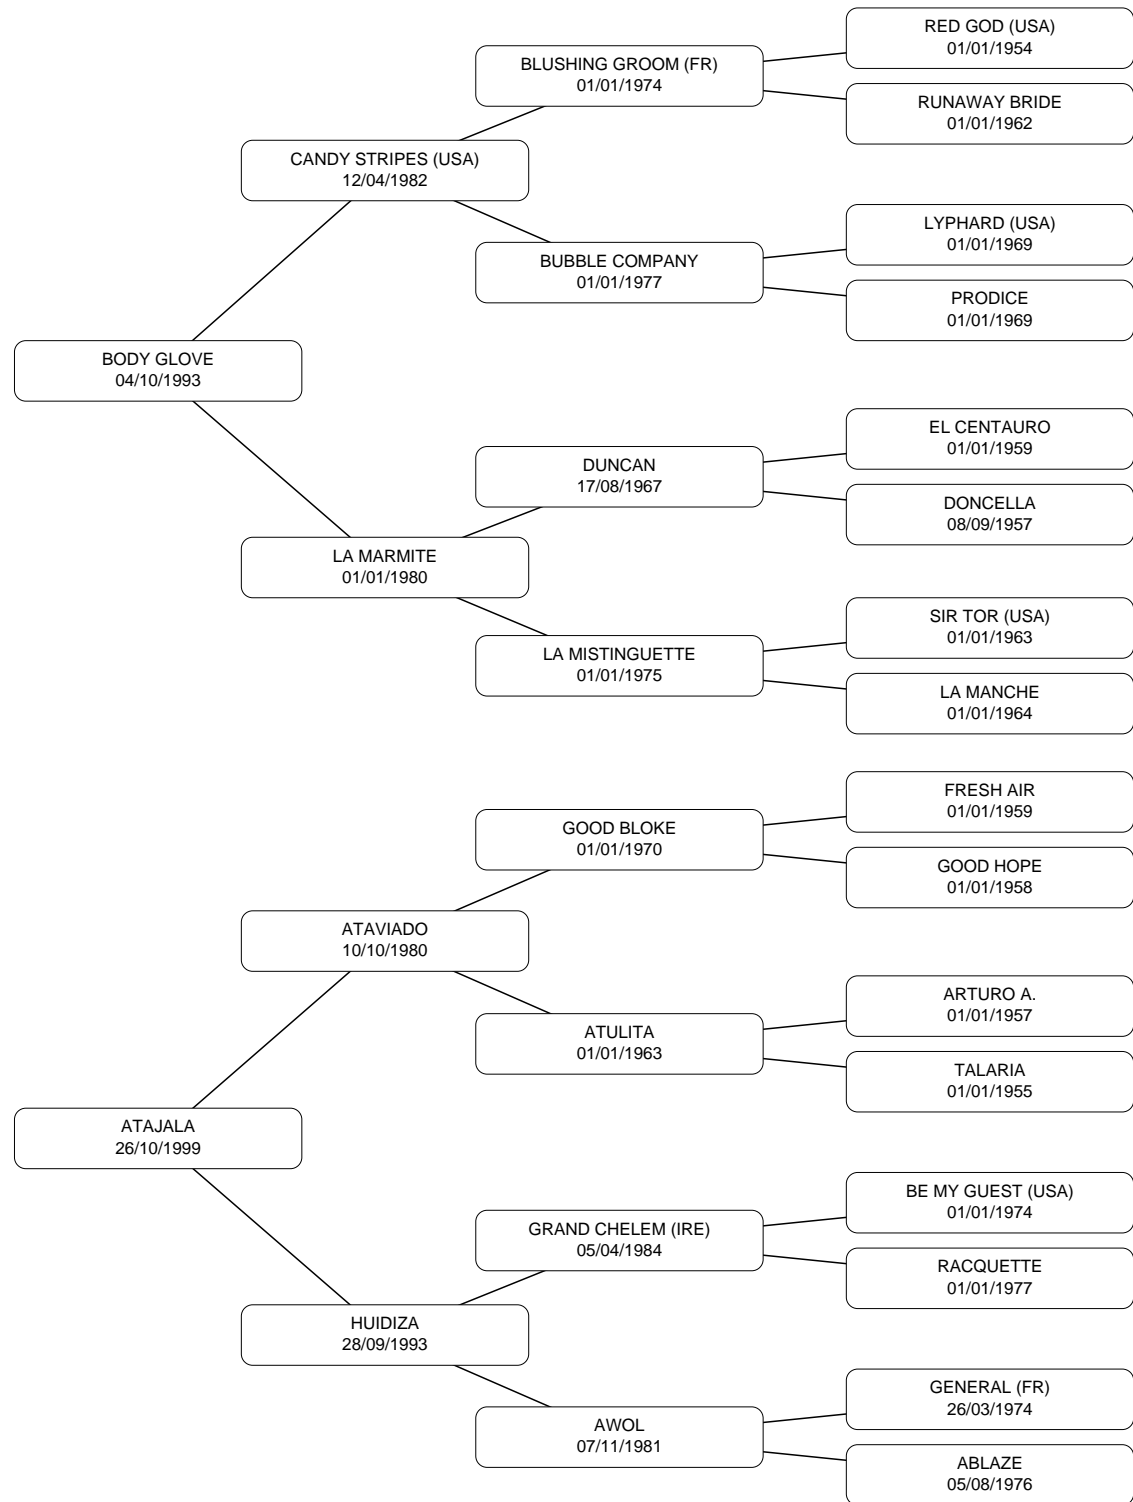 RED GOD (USA)
01/01/1954
BLUSHING GROOM (FR)
01/01/1974
RUNAWAY BRIDE
01/01/1962
CANDY STRIPES (USA)
12/04/1982
LYPHARD (USA)
01/01/1969
BUBBLE COMPANY
01/01/1977
PRODICE
01/01/1969
BODY GLOVE
04/10/1993
EL CENTAURO
01/01/1959
DUNCAN
17/08/1967
DONCELLA
08/09/1957
LA MARMITE
01/01/1980
SIR TOR (USA)
01/01/1963
LA MISTINGUETTE
01/01/1975
LA MANCHE
01/01/1964
FRESH AIR
01/01/1959
GOOD BLOKE
01/01/1970
GOOD HOPE
01/01/1958
ATAVIADO
10/10/1980
ARTURO A.
01/01/1957
ATULITA
01/01/1963
TALARIA
01/01/1955
ATAJALA
26/10/1999
BE MY GUEST (USA)
01/01/1974
GRAND CHELEM (IRE)
05/04/1984
RACQUETTE
01/01/1977
HUIDIZA
28/09/1993
GENERAL (FR)
26/03/1974
AWOL
07/11/1981
ABLAZE
05/08/1976